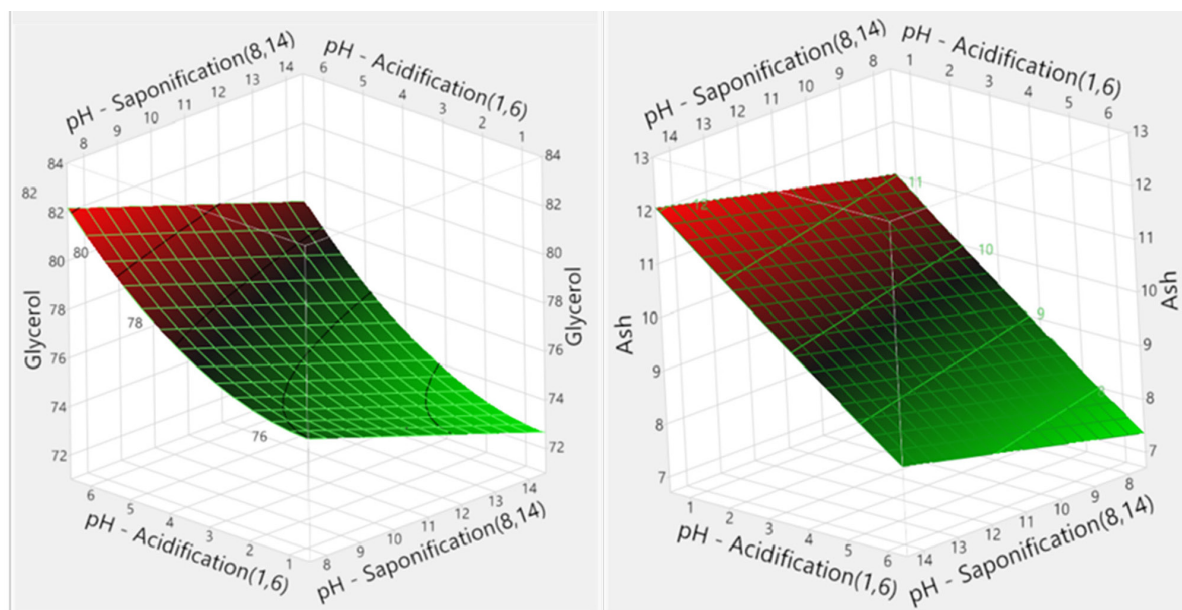 pH - Saponification(8,14)
pH - Acidification(1,6)
8 9 10 11 12 13 14
6 5 4 3 2 1
84 82 82 80 78 76 74 72
Glycerol
80
78
76
84 82 80 78 76 74 72
Glycerol
6 5 4 3 2 1
pH - Acidification(1,6)
8 9 10 11 12 13 14
pH - Saponification(8,14)
pH - Saponification(8,14)
pH - Acidification(1,6)
14 13 12 11 10 9 8
1 2 3 4 5 6
13 12 11 10 9 8 7
Ash
12
11
10
9
13 12 11 10 9 8 7
Ash
1 2 3 4 5 6
pH - Acidification(1,6)
14 13 12 11 10 9 8
pH - Saponification(8,14)